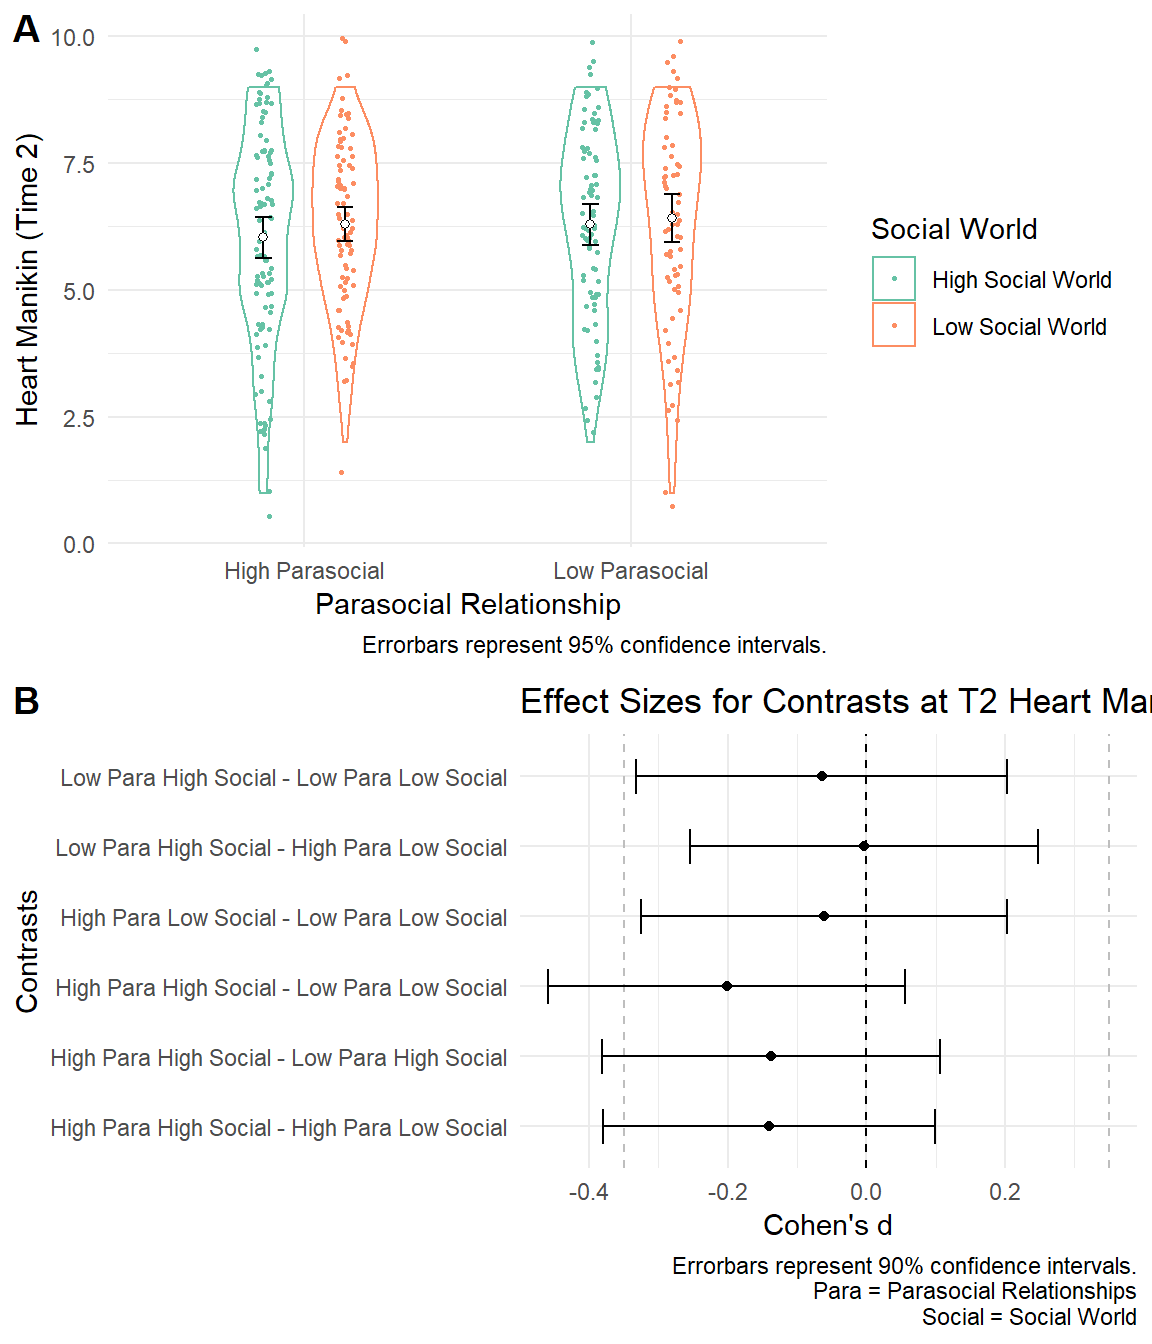 A
10.0
7.5
5.0
2.5
0.0
Heart Manikin (Time 2)
High Parasocial
Low Parasocial
Parasocial Relationship
Errorbars represent 95% confidence intervals.
Social World
High Social World
Low Social World
B
Effect Sizes for Contrasts at T2 Heart Mar
Contrasts
Low Para High Social - Low Para Low Social
Low Para High Social - High Para Low Social
High Para Low Social - Low Para Low Social
High Para High Social - Low Para Low Social
High Para High Social - Low Para High Social
High Para High Social - High Para Low Social
-0.4
-0.2
0.0
0.2
Cohen's d
Errorbars represent 90% confidence intervals.
Para = Parasocial Relationships
Social = Social World